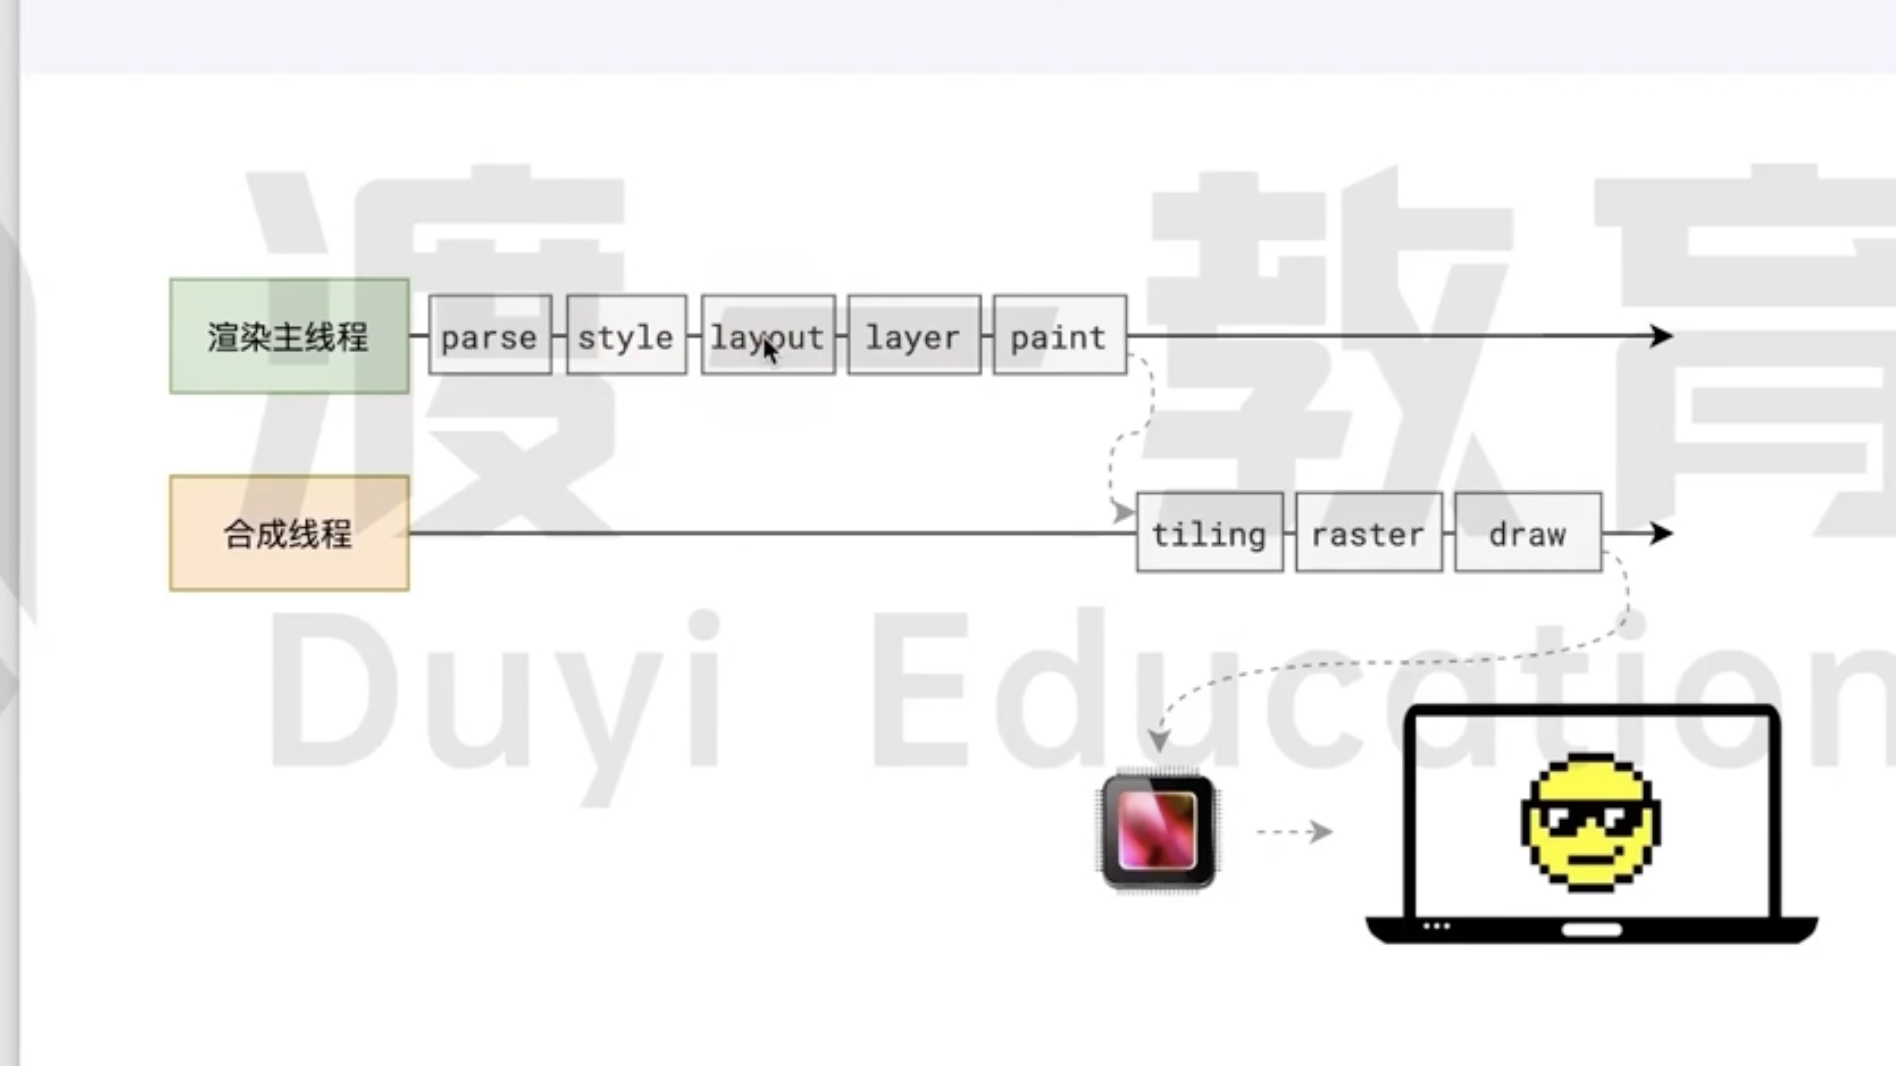 渲染主线程
parse
style
layout
layer
paint
合成线程
tiling
raster
draw
渡一教育
Duyi Education